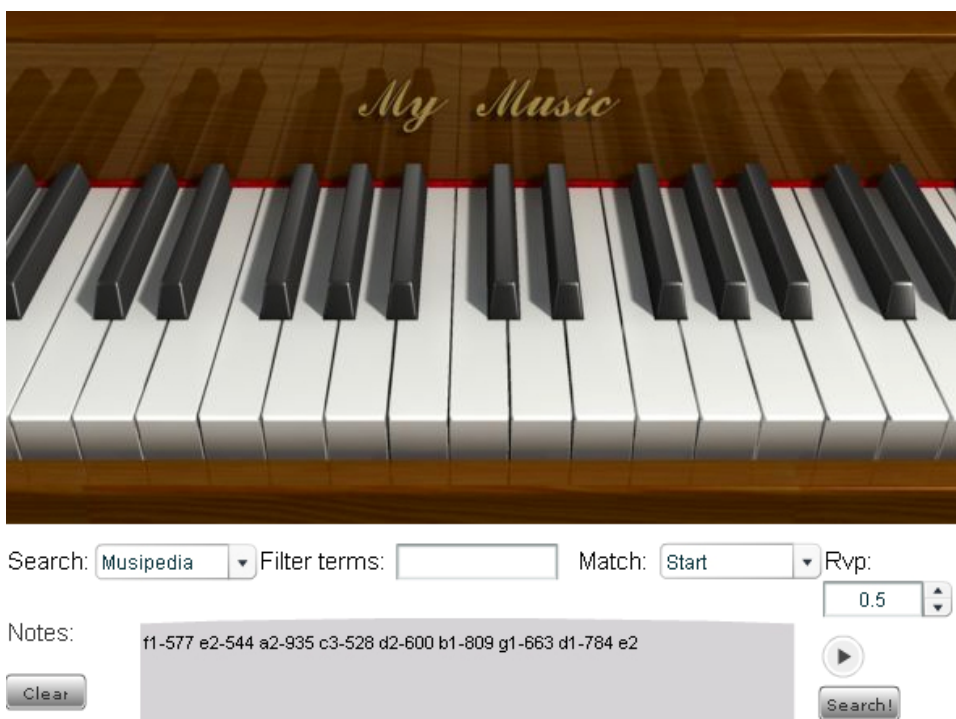 My Music
Search: Musipedia Filter terms: Match: Start Rvp:
0.5
Notes:
f1-577 e2-544 a2-935 c3-528 d2-600 b1-809 g1-663 d1-784 e2
Clear
Search!